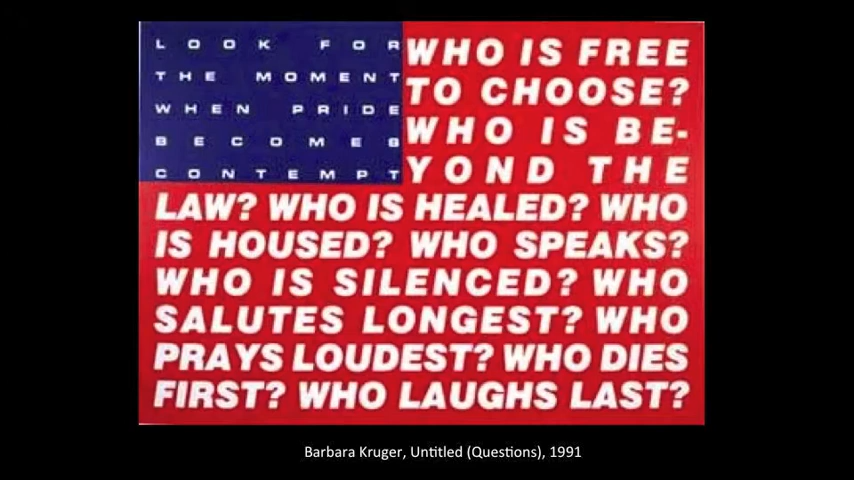 LOOK FOR
THE MOMENT
WHEN PRIDE
BECOMES
CONTEMPT
WHO IS FREE
TO CHOOSE?
WHO IS BE-
YOND THE
LAW? WHO IS HEALED? WHO
IS HOUSED? WHO SPEAKS?
WHO IS SILENCED? WHO
SALUTES LONGEST? WHO
PRAYS LOUDEST? WHO DIES
FIRST? WHO LAUGHS LAST?
Barbara Kruger, Untitled (Questions), 1991